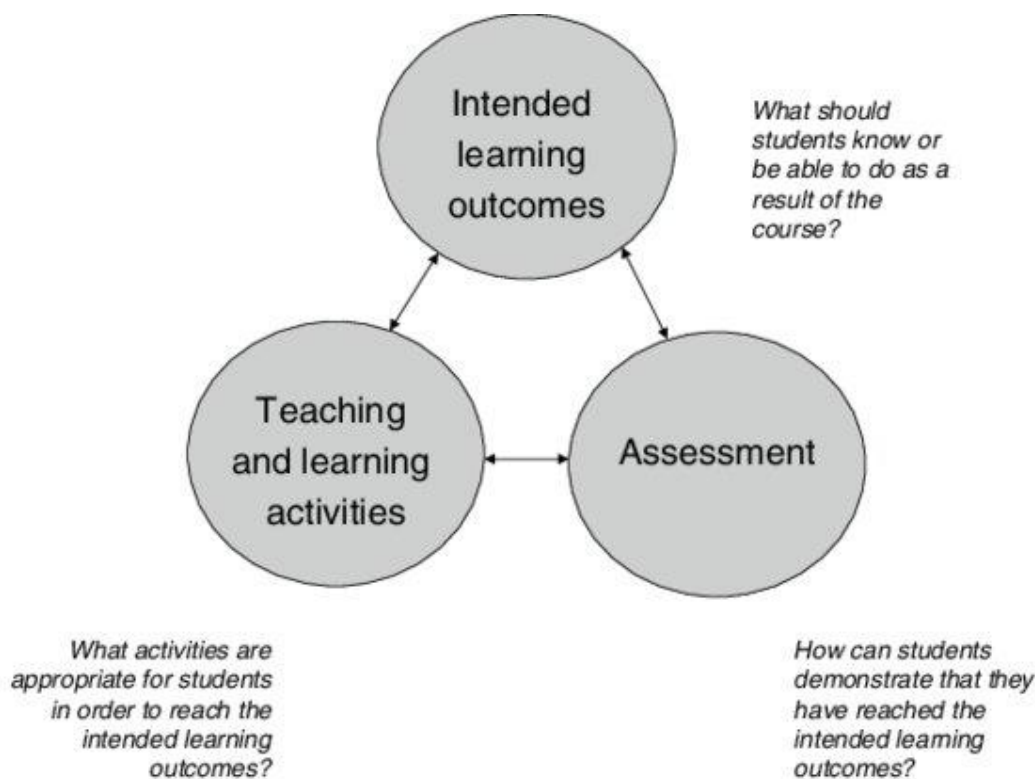 Intended
learning
outcomes
What should
students know or
be able to do as a
result of the
course?
Teaching
and learning
activities
Assessment
What activities are
appropriate for students
in order to reach the
intended learning
outcomes?
How can students
demonstrate that they
have reached the
intended learning
outcomes?